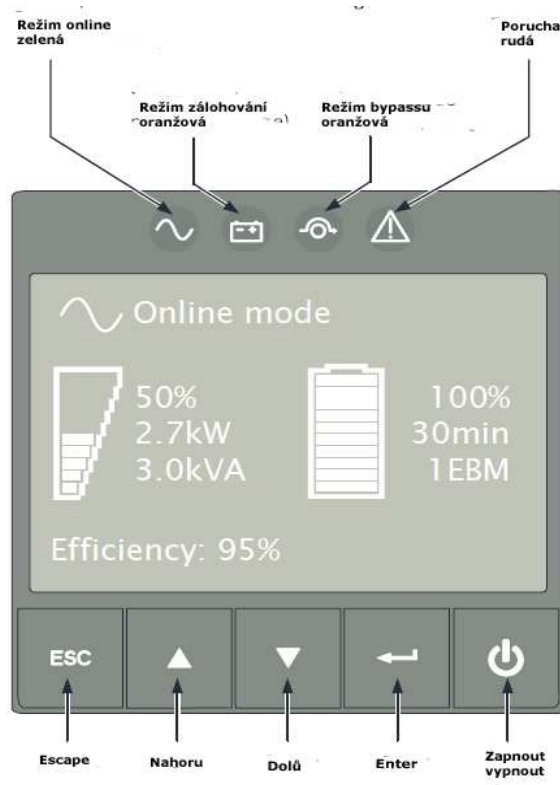 Režim online
zelená
Porucha
rudá
Režim zálohování
oranžová
Režim bypassu
oranžová
Online mode
50%
2.7kW
3.0kVA
100%
30min
1EBM
Efficiency: 95%
ESC
Escape
Nahoru
Dolů
Enter
Zapnout
vypnout